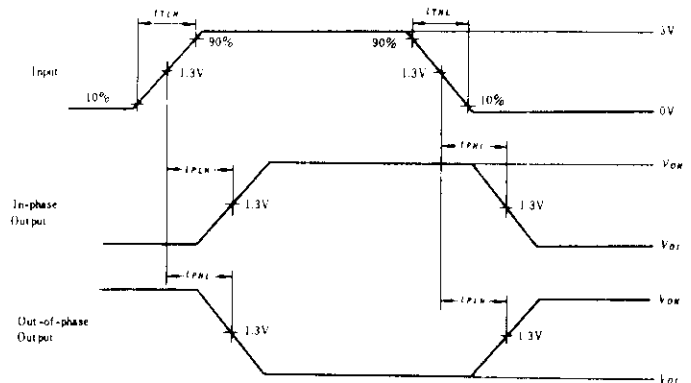 tTLH
tTHL
3V
90%
90%
Input
1.3V
1.3V
10%
10%
0V
tPLH
tPHL
VOH
In-phase
Output
1.3V
1.3V
VOL
tPHL
tPLH
VOH
Out-of-phase
Output
1.3V
1.3V
VOL